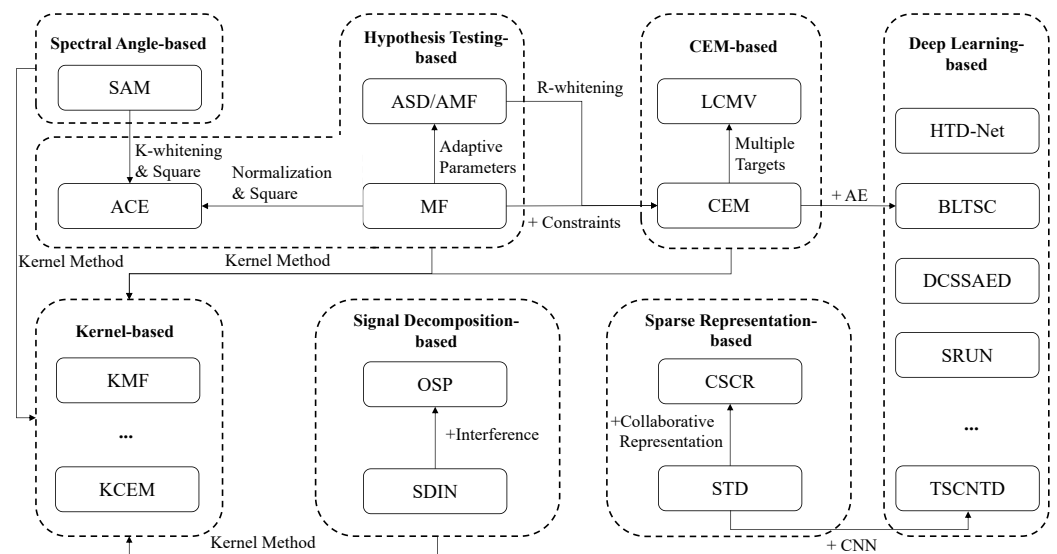 Spectral Angle-based
SAM
K-whitening
& Square
ACE
Hypothesis Testing-
based
ASD/AMF
Adaptive
Parameters
Normalization
& Square
MF
R-whitening
+ Constraints
CEM-based
LCMV
Multiple
Targets
CEM
+ AE
Deep Learning-
based
HTD-Net
BLTSC
DCSSAED
SRUN
...
TSCNTD
Kernel Method
Kernel Method
Kernel-based
KMF
...
KCEM
Signal Decomposition-
based
OSP
+Interference
SDIN
Kernel Method
Sparse Representation-
based
CSCR
+Collaborative
Representation
STD
+ CNN